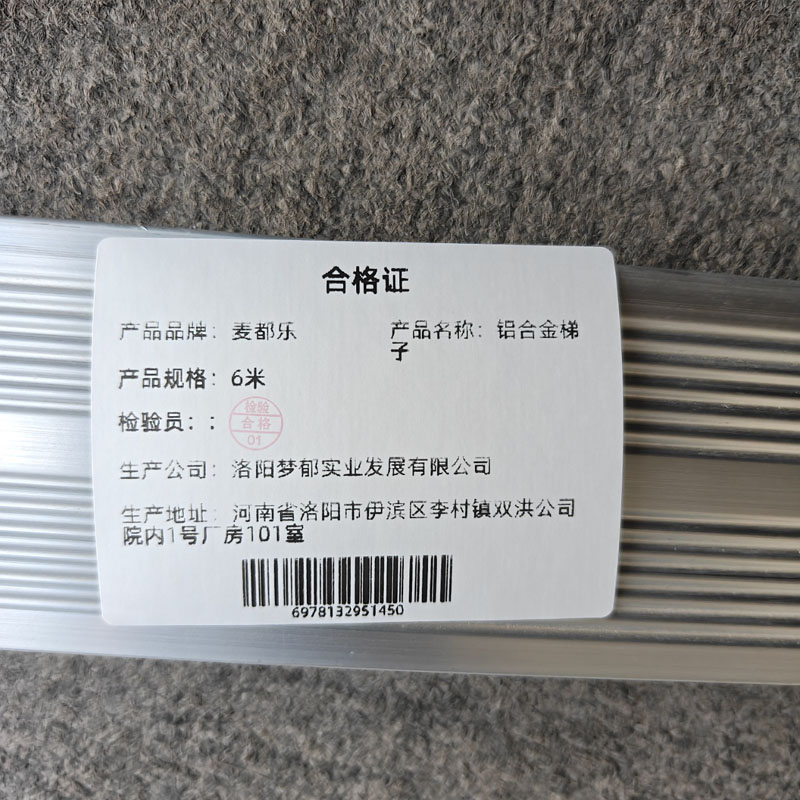 合格证
产品品牌：麦都乐 产品名称：铝合金梯
子
产品规格：6米
检验员：：
检验
合格
01
生产公司：洛阳梦郁实业发展有限公司
生产地址：河南省洛阳市伊滨区李村镇双洪公司
院内1号厂房101室
6978132951450